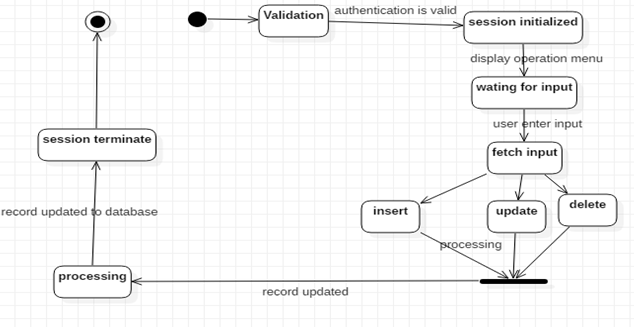 Validation
authentication is valid
session initialized
display operation menu
wating for input
user enter input
fetch input
insert
update
delete
processing
record updated
processing
record updated to database
session terminate